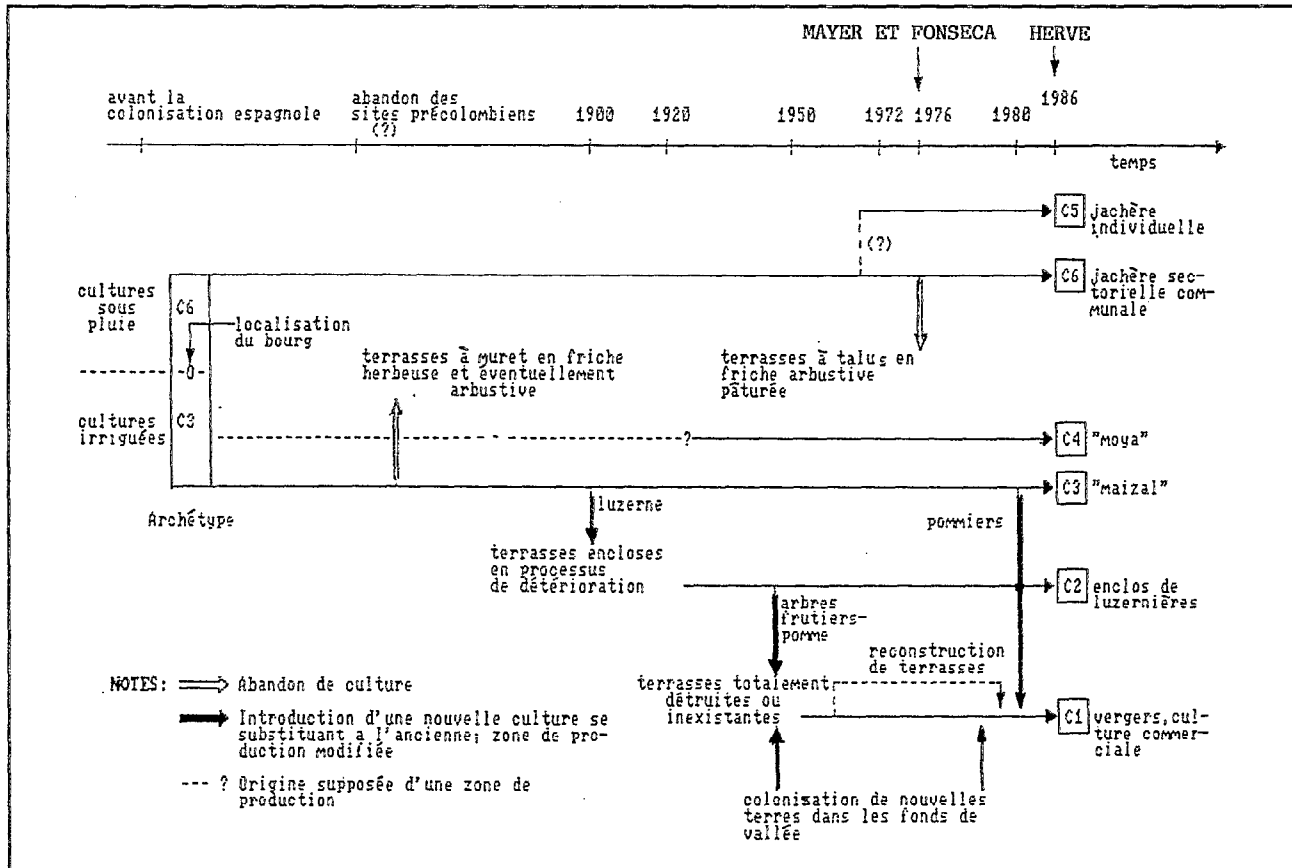 MAYER ET FONSECA
HERVE
avant la
colonisation espagnole
abandon des
sites précolombiens
(?)
1900
1920
1950
1972
1976
1980
1986
temps
C5
jachère
individuelle
(?)
C6
jachère sec-
torielle com-
munale
cultures
sous
pluie
C6
localisation
du bourg
O
terrasses à muret en friche
herbeuse et éventuellement
arbustive
terrasses à talus en
friche arbustive
pâturée
cultures
irriguées
C3
?
C4
"moya"
C3
"maizal"
Archétype
luzerne
pommiers
terrasses encloses
en processus
de détérioration
C2
enclos de
luzernières
arbres
frutiers-
pomme
reconstruction
de terrasses
terrasses totalement
détruites ou
inexistantes
C1
vergers,cul-
ture commer-
ciale
colonisation de nouvelles
terres dans les fonds de
vallée
NOTES:
Abandon de culture
Introduction d'une nouvelle culture se
substituant a l'ancienne; zone de pro-
duction modifiée
--- ? Origine supposée d'une zone de
production